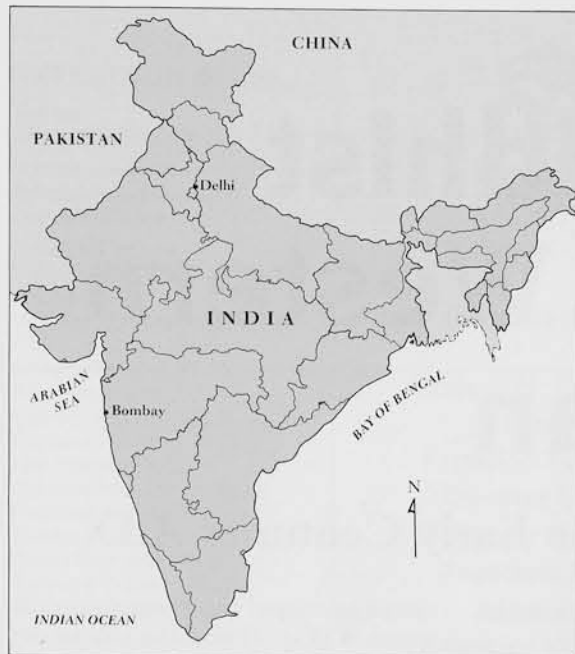 CHINA
PAKISTAN
Delhi
INDIA
ARABIAN
SEA
Bombay
BAY OF BENGAL
N
INDIAN OCEAN